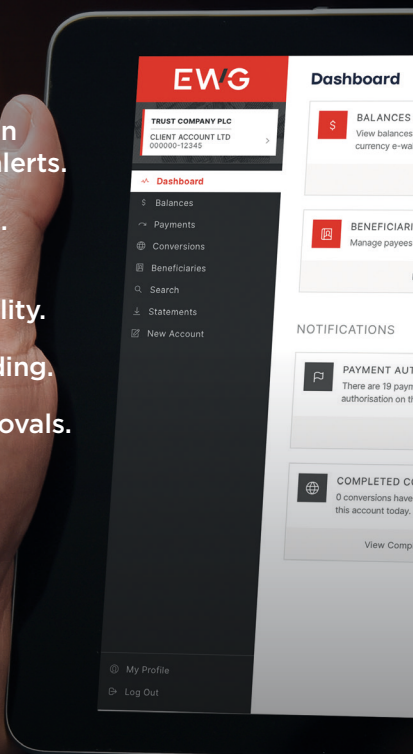 n
alerts.
.
lity.
ding.
ovals.
EWG
TRUST COMPANY PLC
CLIENT ACCOUNT LTD
000000-12345
Dashboard
Balances
Payments
Conversions
Beneficiaries
Search
Statements
New Account
My Profile
Log Out
Dashboard
BALANCES
View balances
currency e-wal
BENEFICIARI
Manage payees
NOTIFICATIONS
PAYMENT AUT
There are 19 paym
authorisation on th
COMPLETED CO
0 conversions have
this account today.
View Comp